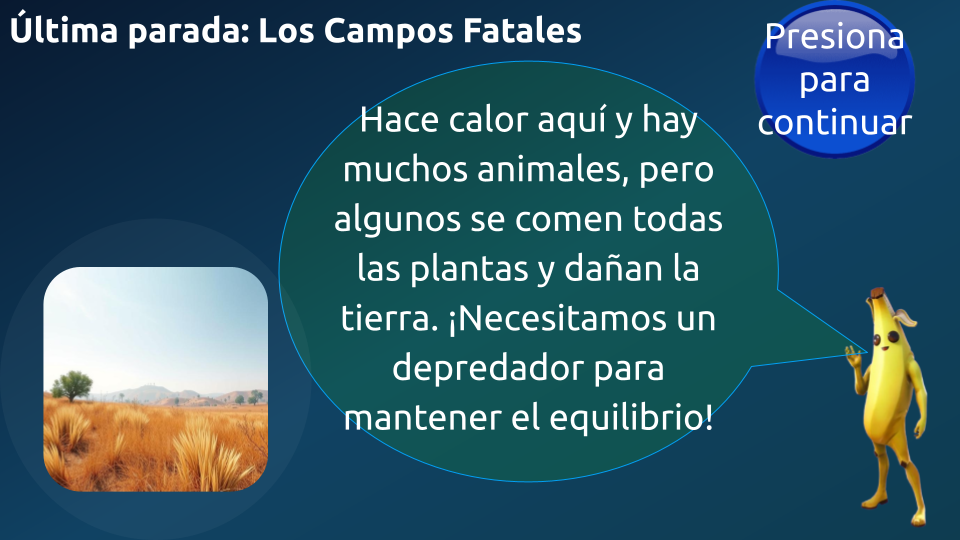 Última parada: Los Campos Fatales
Presiona
para
continuar
Hace calor aquí y hay
muchos animales, pero
algunos se comen todas
las plantas y dañan la
tierra. ¡Necesitamos un
depredador para
mantener el equilibrio!